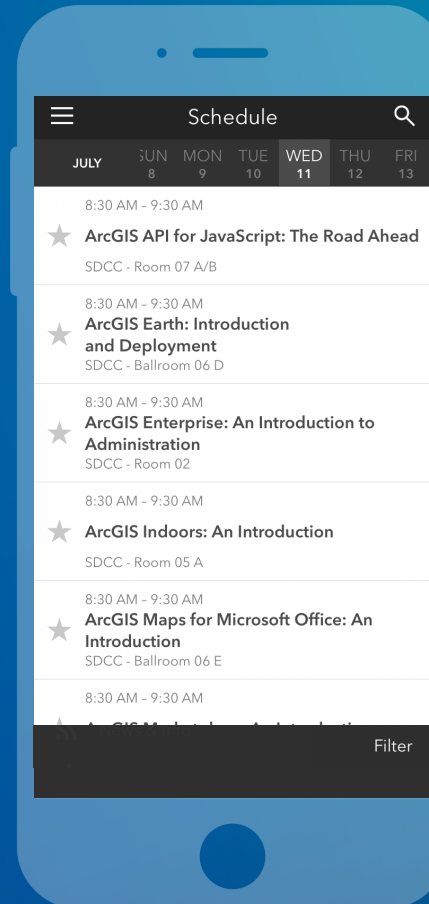 Schedule
JULY
SUN MON TUE WED THU FRI
8 9 10 11 12 13
8:30 AM – 9:30 AM
ArcGIS API for JavaScript: The Road Ahead
SDCC - Room 07 A/B
8:30 AM – 9:30 AM
ArcGIS Earth: Introduction
and Deployment
SDCC - Ballroom 06 D
8:30 AM – 9:30 AM
ArcGIS Enterprise: An Introduction to
Administration
SDCC - Room 02
8:30 AM – 9:30 AM
ArcGIS Indoors: An Introduction
SDCC - Room 05 A
8:30 AM – 9:30 AM
ArcGIS Maps for Microsoft Office: An
Introduction
SDCC - Ballroom 06 E
8:30 AM – 9:30 AM
Filter